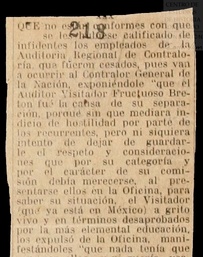 218
QUE no están conformes con que
se les hubiese calificado de
infidentes los empleados de la
Auditoría Regional de Contralo-
ría que fueron cesados, pues van
a ocurrir al Contralor General de
la Nación, exponiéndole "que el
Auditor Visitador Fructuoso Bre-
ton fué la causa de su separa-
ción, porque sin que mediara in-
dicio de hostilidad por parte de
los recurrentes, pero ni siquiera
intento de dejar de guardar-
le el respeto y consideracio-
nes que por su categoría y
por el carácter de su comi-
sión debía merecerse, al pre-
sentarse ellos en la Oficina, para
saber su situación, el Visitador
"que ya está en México; a grito
vivo y en términos desaprobados
por la más elemental educación,
los expulsó de la Oficina, mani-
festándoles "que nada tenía que